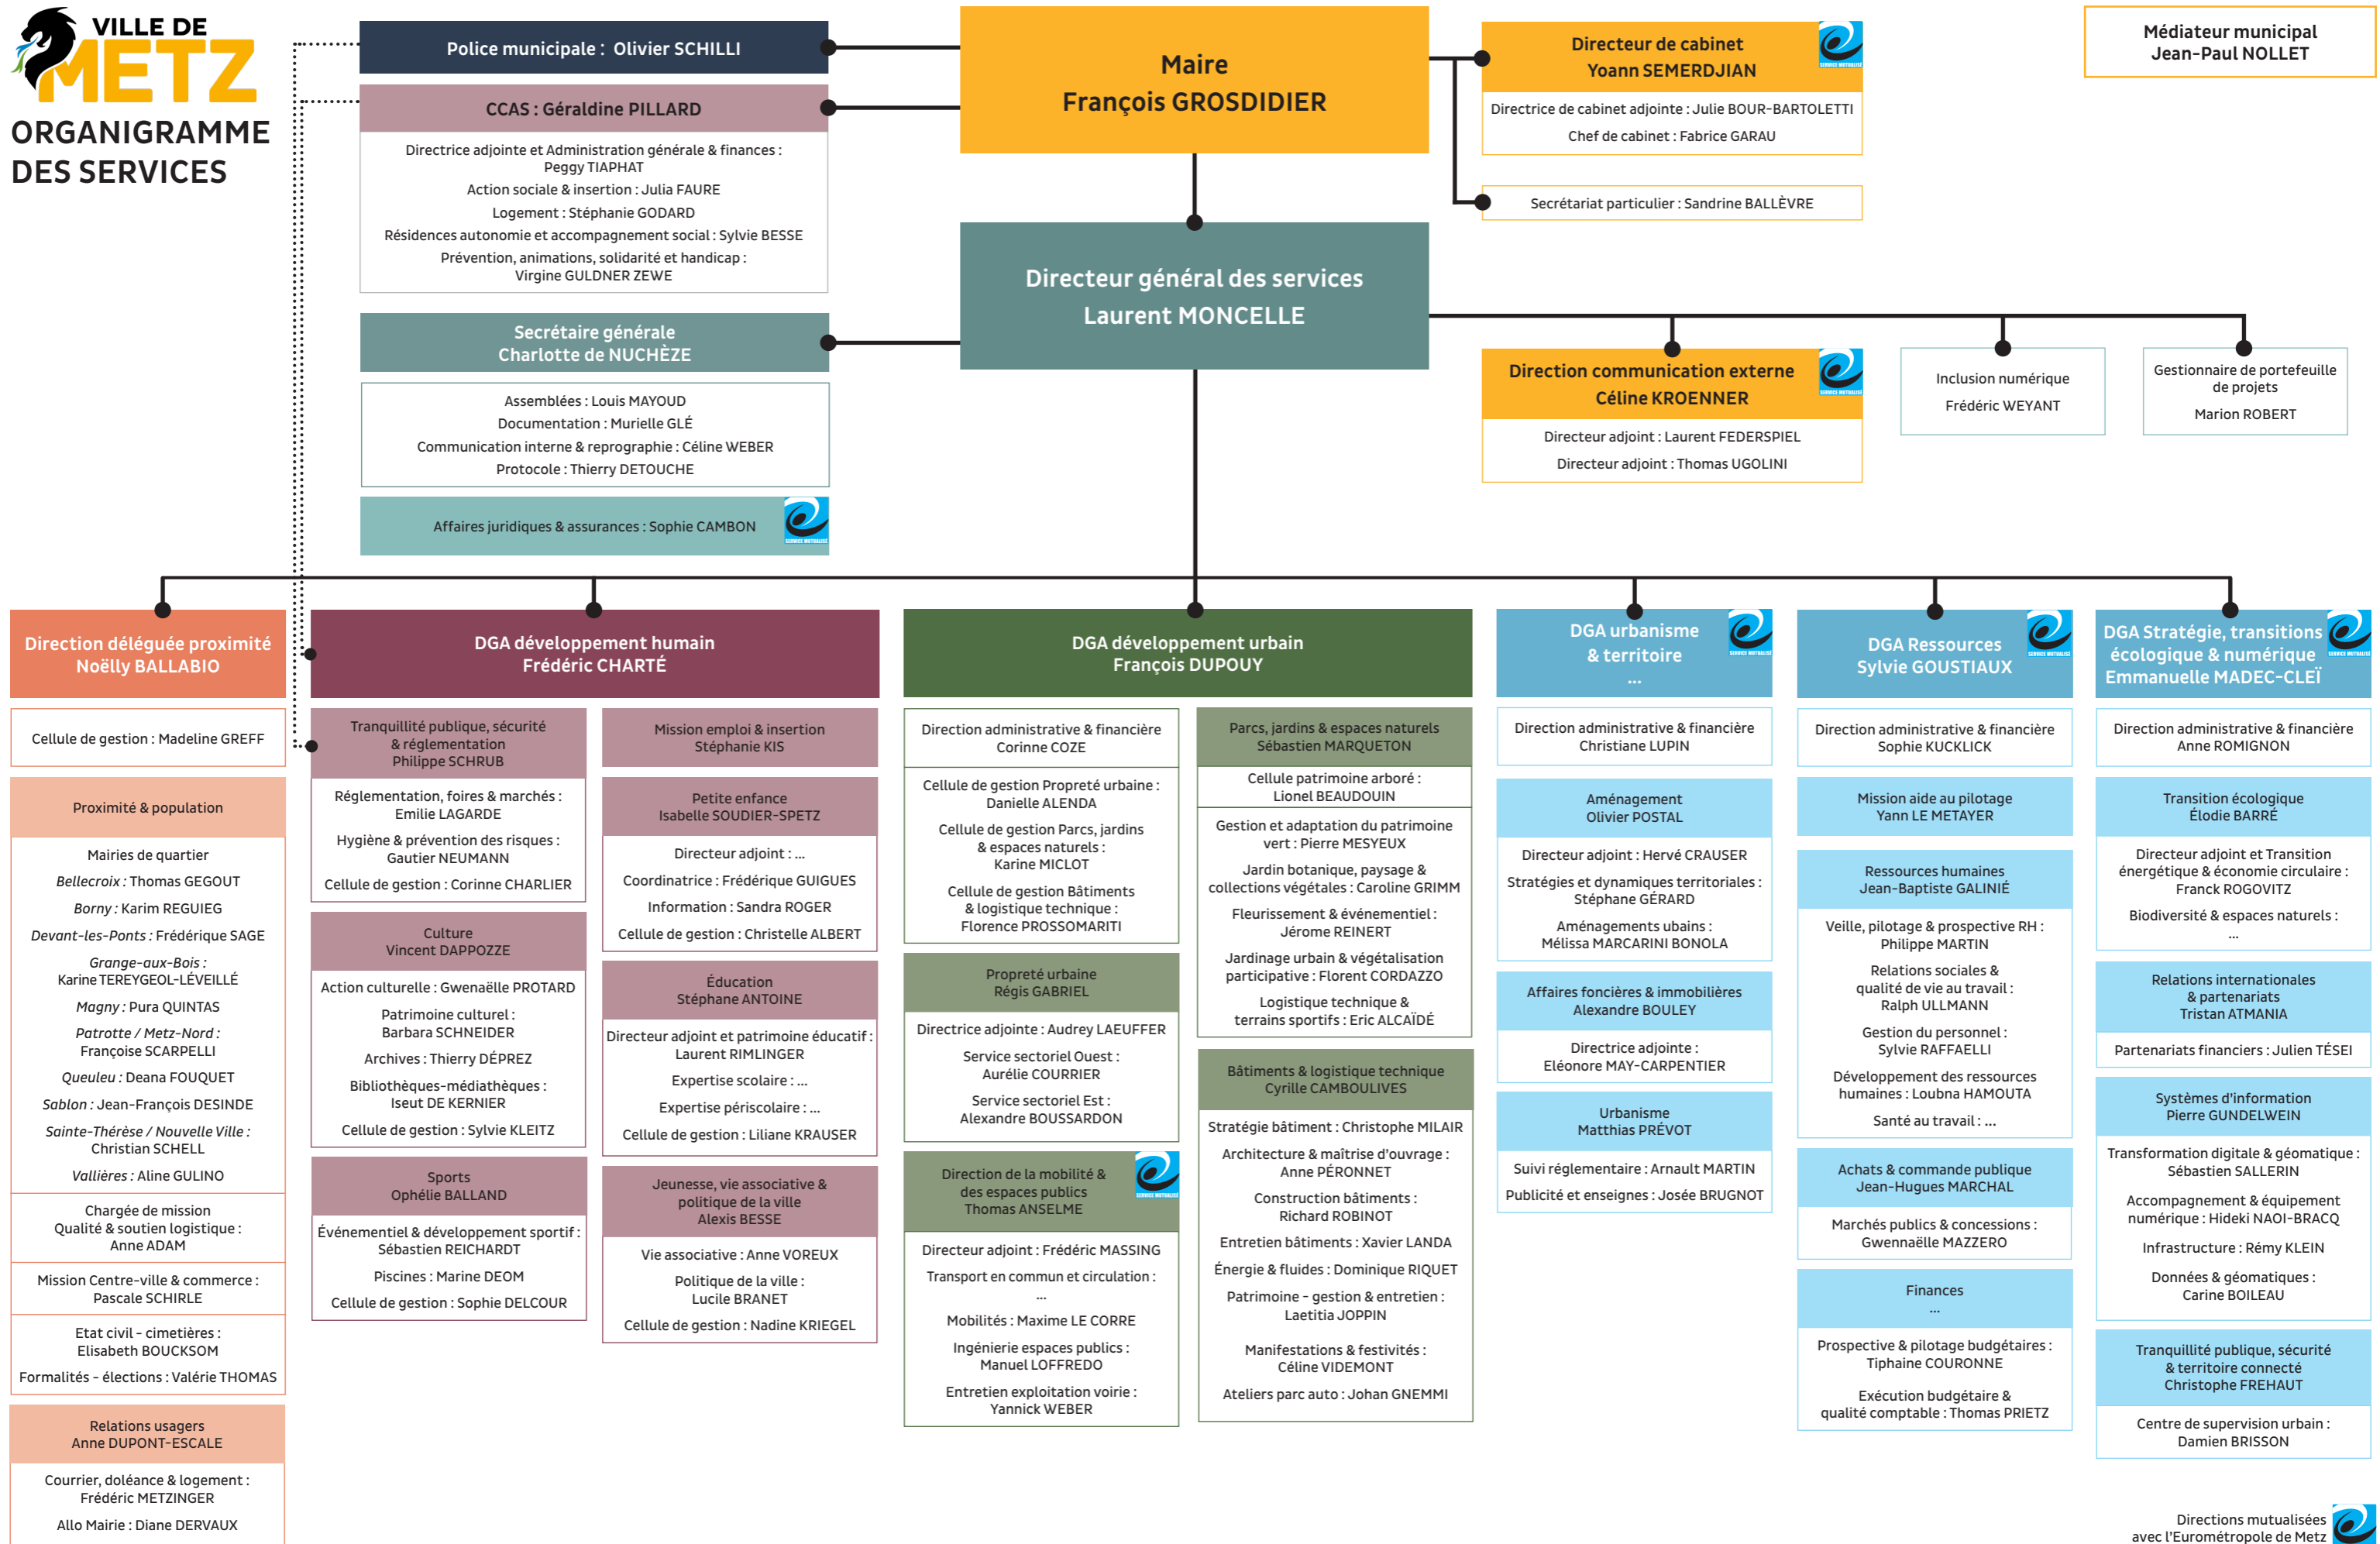 VILLE DE
METZ
ORGANIGRAMME
DES SERVICES
Police municipale : Olivier SCHILLI
CCAS : Géraldine PILLARD
Directrice adjointe et Administration générale & finances :
Peggy TIAPHAT
Action sociale & insertion : Julia FAURE
Logement : Stéphanie GODARD
Résidences autonomie et accompagnement social : Sylvie BESSE
Prévention, animations, solidarité et handicap :
Virgine GULDNER ZEWE
Secrétaire générale
Charlotte de NUCHÈZE
Assemblées : Louis MAYOUD
Documentation : Murielle GLÉ
Communication interne & reprographie : Céline WEBER
Protocole : Thierry DETOUCHE
Affaires juridiques & assurances : Sophie CAMBON
SERVICE MUTUALISÉ
Maire
François GROSDIDIER
Directeur général des services
Laurent MONCELLE
Directeur de cabinet
Yoann SEMERDJIAN
SERVICE MUTUALISÉ
Directrice de cabinet adjointe : Julie BOUR-BARTOLETTI
Chef de cabinet : Fabrice GARAU
Secrétariat particulier : Sandrine BALLÈVRE
Médiateur municipal
Jean-Paul NOLLET
Direction communication externe
Céline KROENNER
SERVICE MUTUALISÉ
Directeur adjoint : Laurent FEDERSPIEL
Directeur adjoint : Thomas UGOLINI
Inclusion numérique
Frédéric WEYANT
Gestionnaire de portefeuille
de projets
Marion ROBERT
Direction déléguée proximité
Noëlly BALLABIO
Cellule de gestion : Madeline GREFF
Proximité & population
Mairies de quartier
Bellecroix : Thomas GEGOUT
Borny : Karim REGUIEG
Devant-les-Ponts : Frédérique SAGE
Grange-aux-Bois :
Karine TEREYGEOL-LÉVEILLÉ
Magny : Pura QUINTAS
Patrotte / Metz-Nord :
Françoise SCARPELLI
Queuleu : Deana FOUQUET
Sablon : Jean-François DESINDE
Sainte-Thérèse / Nouvelle Ville :
Christian SCHELL
Vallières : Aline GULINO
Chargée de mission
Qualité & soutien logistique :
Anne ADAM
Mission Centre-ville & commerce :
Pascale SCHIRLE
Etat civil - cimetières :
Elisabeth BOUCKSOM
Formalités - élections : Valérie THOMAS
Relations usagers
Anne DUPONT-ESCALE
Courrier, doléance & logement :
Frédéric METZINGER
Allo Mairie : Diane DERVAUX
DGA développement humain
Frédéric CHARTÉ
Tranquillité publique, sécurité
& réglementation
Philippe SCHRUB
Réglementation, foires & marchés :
Emilie LAGARDE
Hygiène & prévention des risques :
Gautier NEUMANN
Cellule de gestion : Corinne CHARLIER
Culture
Vincent DAPPOZZE
Action culturelle : Gwenaëlle PROTARD
Patrimoine culturel :
Barbara SCHNEIDER
Archives : Thierry DÉPREZ
Bibliothèques-médiathèques :
Iseut DE KERNIER
Cellule de gestion : Sylvie KLEITZ
Sports
Ophélie BALLAND
Événementiel & développement sportif :
Sébastien REICHARDT
Piscines : Marine DEOM
Cellule de gestion : Sophie DELCOUR
Mission emploi & insertion
Stéphanie KIS
Petite enfance
Isabelle SOUDIER-SPETZ
Directeur adjoint : ...
Coordinatrice : Frédérique GUIGUES
Information : Sandra ROGER
Cellule de gestion : Christelle ALBERT
Éducation
Stéphane ANTOINE
Directeur adjoint et patrimoine éducatif :
Laurent RIMLINGER
Expertise scolaire : ...
Expertise périscolaire : ...
Cellule de gestion : Liliane KRAUSER
Jeunesse, vie associative &
politique de la ville
Alexis BESSE
Vie associative : Anne VOREUX
Politique de la ville :
Lucile BRANET
Cellule de gestion : Nadine KRIEGEL
DGA développement urbain
François DUPOUY
Direction administrative & financière
Corinne COZE
Cellule de gestion Propreté urbaine :
Danielle ALENDA
Cellule de gestion Parcs, jardins
& espaces naturels :
Karine MICLOT
Cellule de gestion Bâtiments
& logistique technique :
Florence PROSSOMARITI
Propreté urbaine
Régis GABRIEL
Directrice adjointe : Audrey LAEUFFER
Service sectoriel Ouest :
Aurélie COURRIER
Service sectoriel Est :
Alexandre BOUSSARDON
Direction de la mobilité &
des espaces publics
Thomas ANSELME
SERVICE MUTUALISÉ
Directeur adjoint : Frédéric MASSING
Transport en commun et circulation :
...
Mobilités : Maxime LE CORRE
Ingénierie espaces publics :
Manuel LOFFREDO
Entretien exploitation voirie :
Yannick WEBER
Parcs, jardins & espaces naturels
Sébastien MARQUETON
Cellule patrimoine arboré :
Lionel BEAUDOUIN
Gestion et adaptation du patrimoine
vert : Pierre MESYEUX
Jardin botanique, paysage &
collections végétales : Caroline GRIMM
Fleurissement & événementiel :
Jérome REINERT
Jardinage urbain & végétalisation
participative : Florent CORDAZZO
Logistique technique &
terrains sportifs : Eric ALCAÏDÉ
Bâtiments & logistique technique
Cyrille CAMBOULIVES
Stratégie bâtiment : Christophe MILAIR
Architecture & maîtrise d'ouvrage :
Anne PÉRONNET
Construction bâtiments :
Richard ROBINOT
Entretien bâtiments : Xavier LANDA
Énergie & fluides : Dominique RIQUET
Patrimoine - gestion & entretien :
Laetitia JOPPIN
Manifestations & festivités :
Céline VIDEMONT
Ateliers parc auto : Johan GNEMMI
DGA urbanisme
& territoire
...
SERVICE MUTUALISÉ
Direction administrative & financière
Christiane LUPIN
Aménagement
Olivier POSTAL
Directeur adjoint : Hervé CRAUSER
Stratégies et dynamiques territoriales :
Stéphane GÉRARD
Aménagements ubains :
Mélissa MARCARINI BONOLA
Affaires foncières & immobilières
Alexandre BOULEY
Directrice adjointe :
Eléonore MAY-CARPENTIER
Urbanisme
Matthias PRÉVOT
Suivi réglementaire : Arnault MARTIN
Publicité et enseignes : Josée BRUGNOT
DGA Ressources
Sylvie GOUSTIAUX
SERVICE MUTUALISÉ
Direction administrative & financière
Sophie KUCKLICK
Mission aide au pilotage
Yann LE METAYER
Ressources humaines
Jean-Baptiste GALINIÉ
Veille, pilotage & prospective RH :
Philippe MARTIN
Relations sociales &
qualité de vie au travail :
Ralph ULLMANN
Gestion du personnel :
Sylvie RAFFAELLI
Développement des ressources
humaines : Loubna HAMOUTA
Santé au travail : ...
Achats & commande publique
Jean-Hugues MARCHAL
Marchés publics & concessions :
Gwennaëlle MAZZERO
Finances
...
Prospective & pilotage budgétaires :
Tiphaine COURONNE
Exécution budgétaire &
qualité comptable : Thomas PRIETZ
DGA Stratégie, transitions
écologique & numérique
Emmanuelle MADEC-CLEÏ
SERVICE MUTUALISÉ
Direction administrative & financière
Anne ROMIGNON
Transition écologique
Élodie BARRÉ
Directeur adjoint et Transition
énergétique & économie circulaire :
Franck ROGOVITZ
Biodiversité & espaces naturels :
...
Relations internationales
& partenariats
Tristan ATMANIA
Partenariats financiers : Julien TÉSEI
Systèmes d'information
Pierre GUNDELWEIN
Transformation digitale & géomatique :
Sébastien SALLERIN
Accompagnement & équipement
numérique : Hideki NAOI-BRACQ
Infrastructure : Rémy KLEIN
Données & géomatiques :
Carine BOILEAU
Tranquillité publique, sécurité
& territoire connecté
Christophe FREHAUT
Centre de supervision urbain :
Damien BRISSON
Directions mutualisées
avec l'Eurométropole de Metz